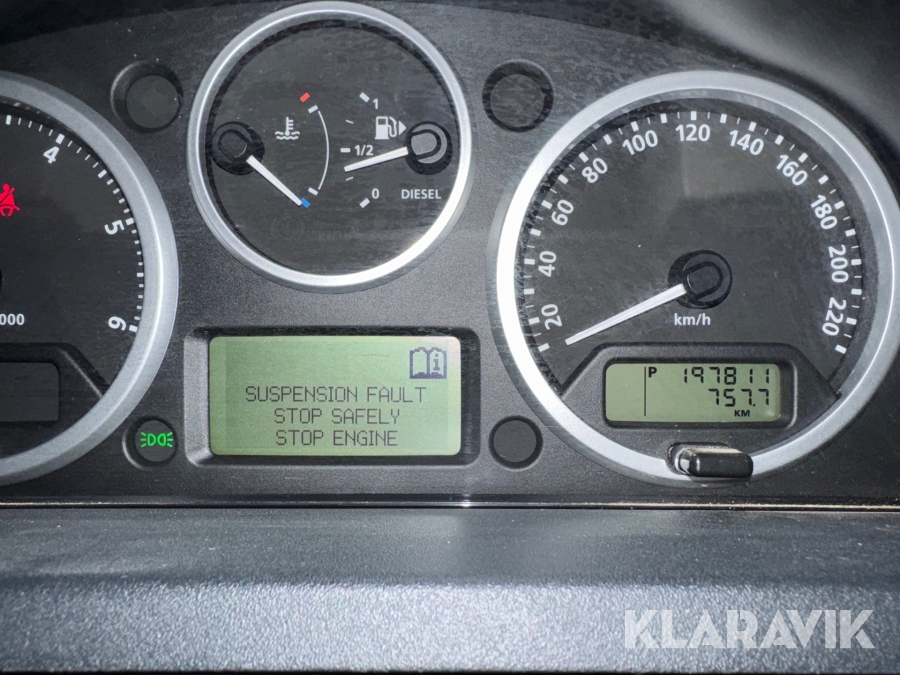 4
5
6
000
1
1/2
0
DIESEL
20
40
60
80
100
120
140
160
180
200
220
km/h
SUSPENSION FAULT
STOP SAFELY
STOP ENGINE
P 197811
757.7
KM
KLARAVIK